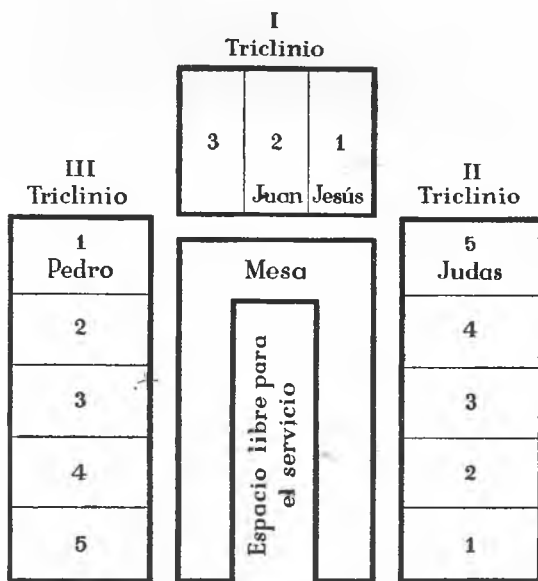 I
Triclinio
3 2 1
Juan Jesús
III
Triclinio
II
Triclinio
1
Pedro
2
3
4
5
Mesa
Espacio libre para
el servicio
5
Judas
4
3
2
1